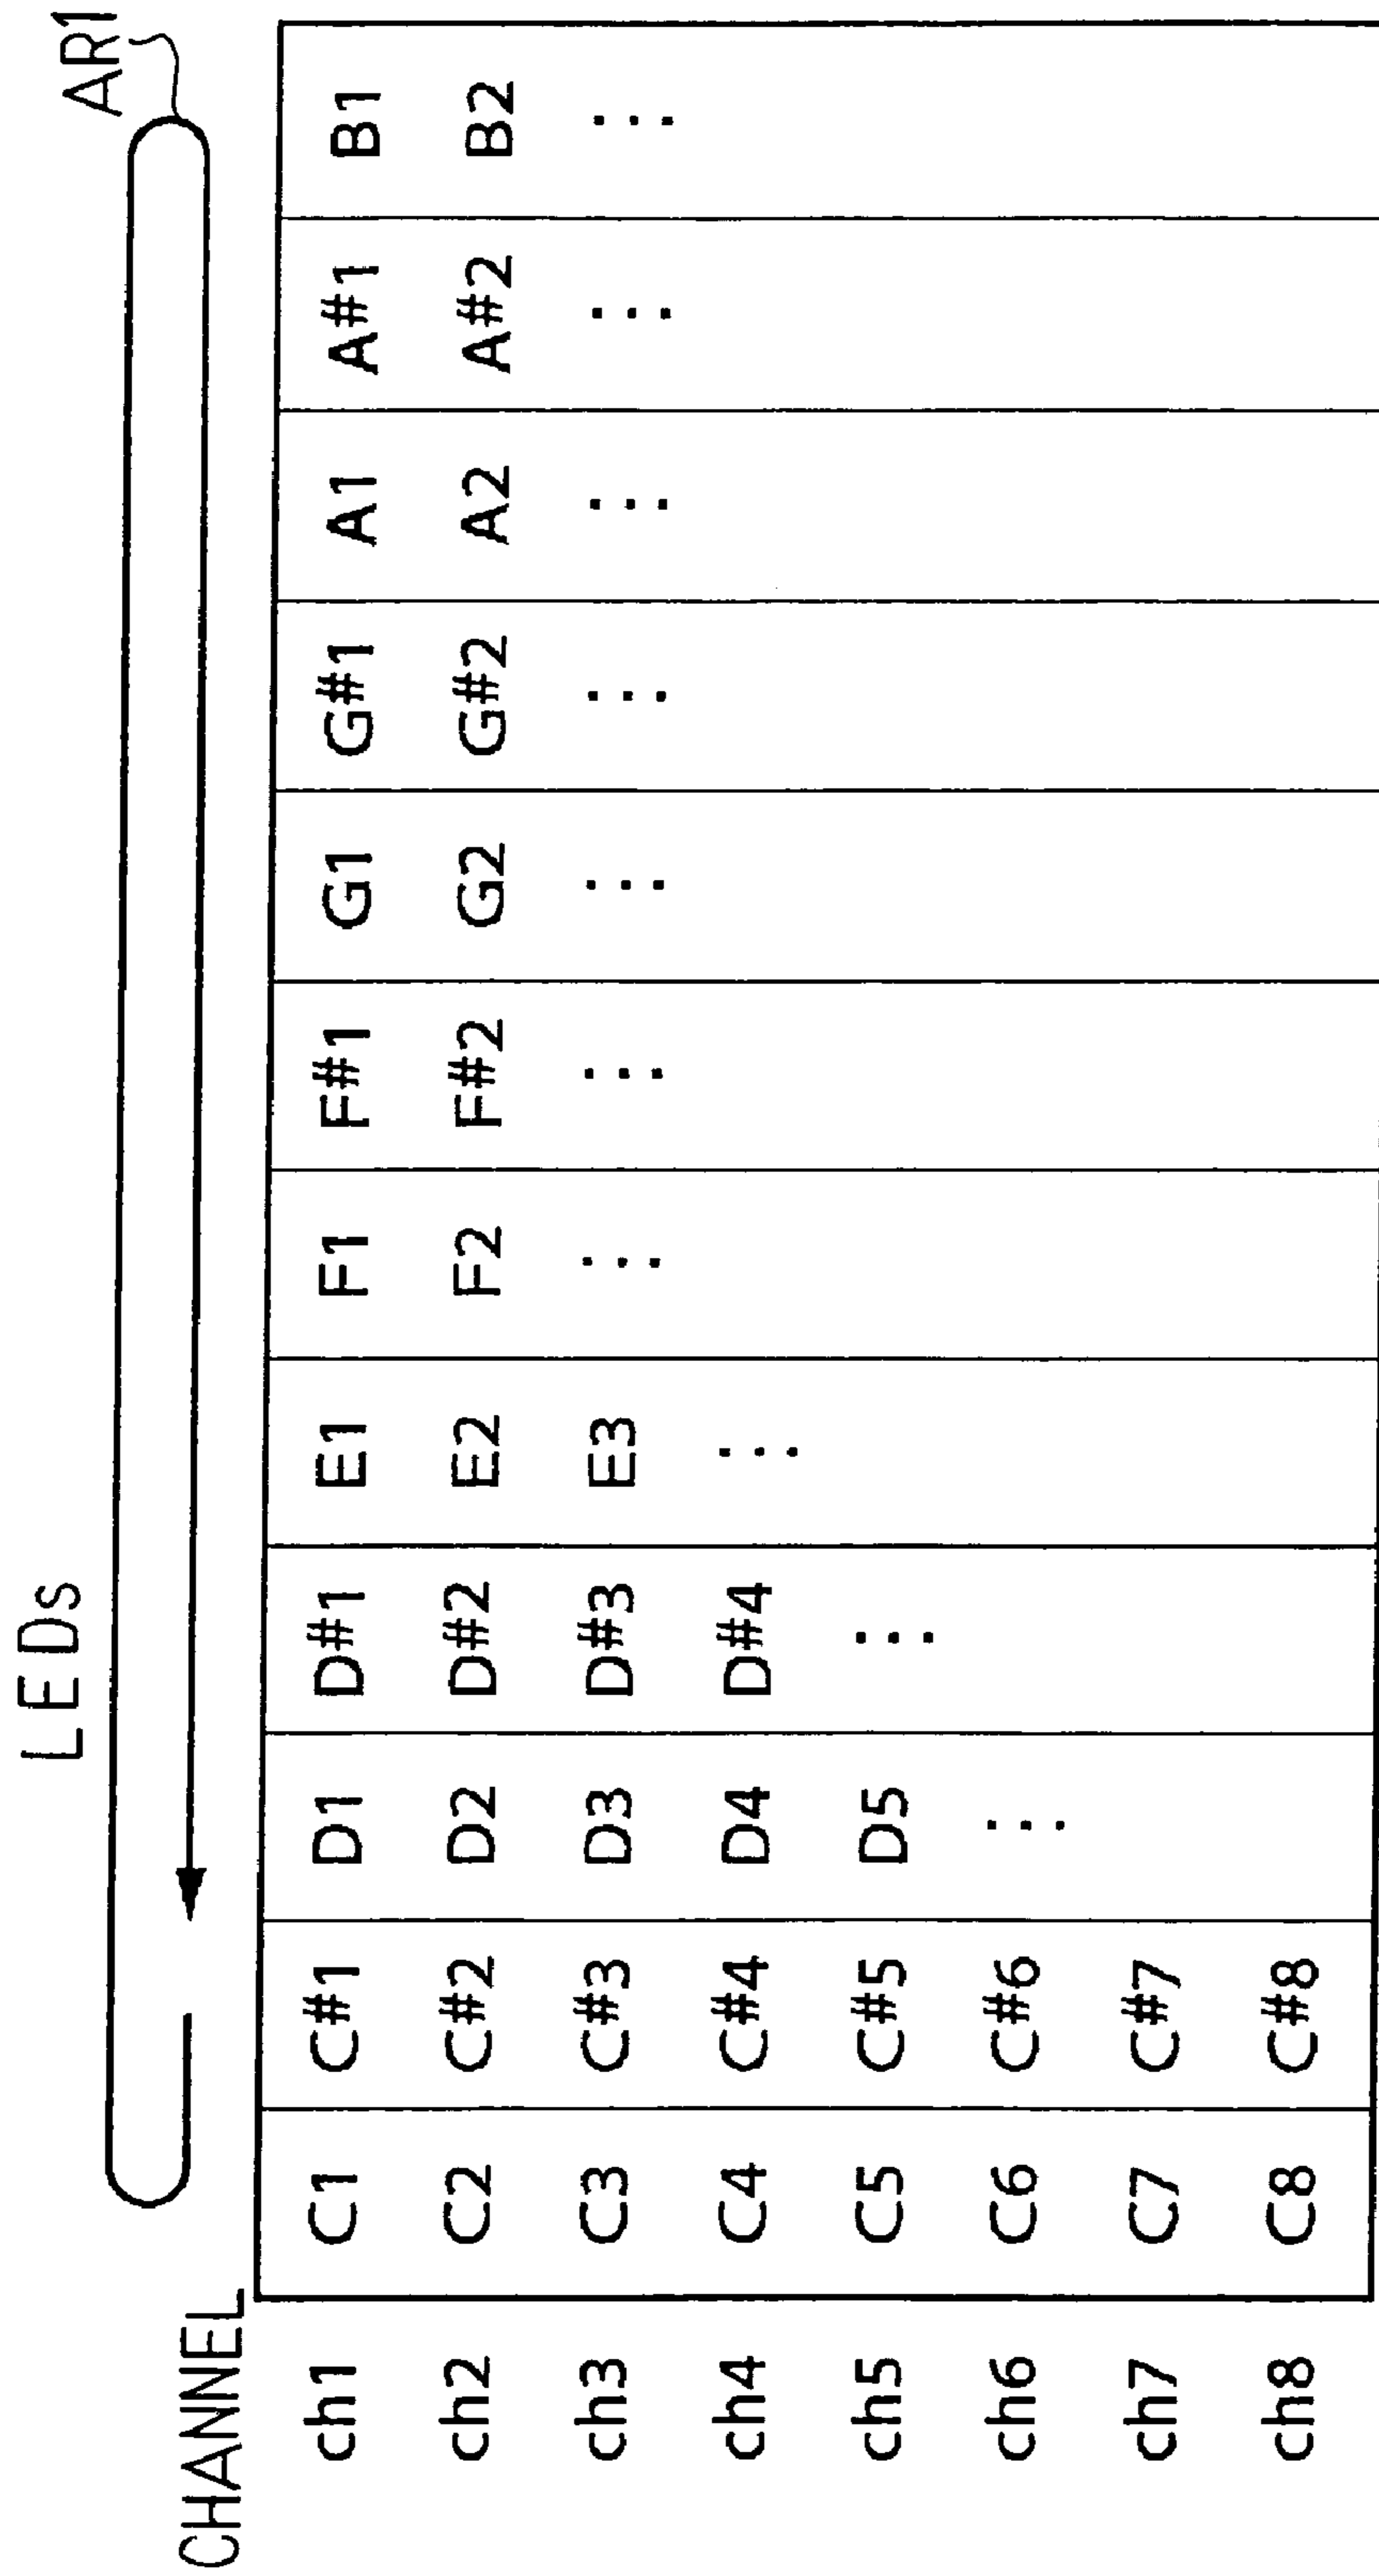 LEDs
AR1
CHANNEL
ch1 C1 C#1 D1 D#1 E1 F1 F#1 G1 G#1 A1 A#1 B1
ch2 C2 C#2 D2 D#2 E2 F2 F#2 G2 G#2 A2 A#2 B2
ch3 C3 C#3 D3 D#3 E3 ... ... ... ... ... ... ...
ch4 C4 C#4 D4 D#4 ...
ch5 C5 C#5 D5 ...
ch6 C6 C#6 ...
ch7 C7 C#7
ch8 C8 C#8